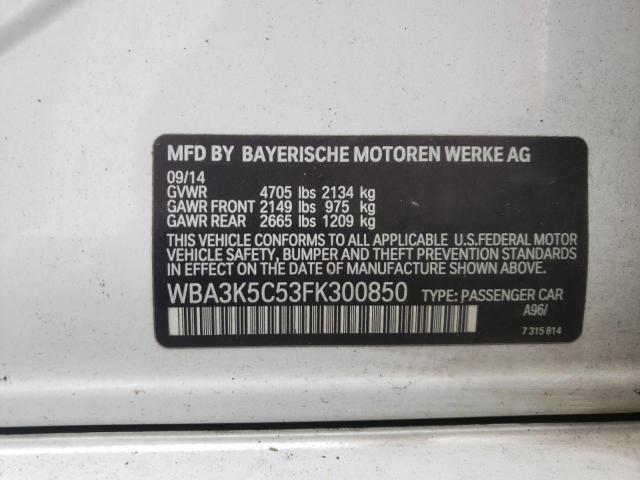 MFD BY BAYERISCHE MOTOREN WERKE AG
09/14
GVWR 4705 lbs 2134 kg
GAWR FRONT 2149 lbs 975 kg
GAWR REAR 2665 lbs 1209 kg
THIS VEHICLE CONFORMS TO ALL APPLICABLE U.S.FEDERAL MOTOR
VEHICLE SAFETY, BUMPER AND THEFT PREVENTION STANDARDS
IN EFFECT ON THE DATE OF MANUFACTURE SHOWN ABOVE.
WBA3K5C53FK300850 TYPE: PASSENGER CAR
A96/
7 315 814